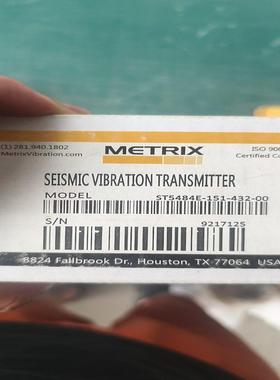 (1) 281.940.1802
MetrixVibration.com
METRIX
ISO 900
Certified Co
SEISMIC VIBRATION TRANSMITTER
MODEL
ST5484E-151-432-00
S/N
9217125
8824 Fallbrook Dr., Houston, TX 77064 USA